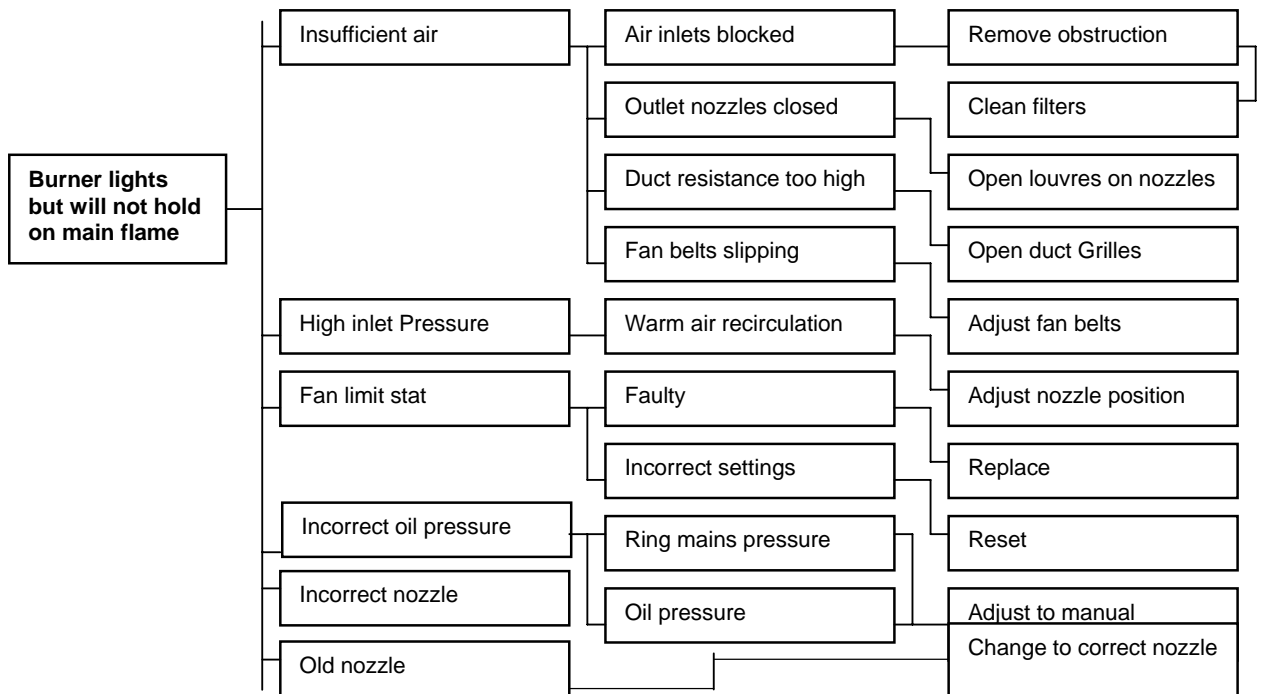 Burner lights
but will not hold
on main flame
Insufficient air
Air inlets blocked
Remove obstruction
Clean filters
Outlet nozzles closed
Open louvres on nozzles
Duct resistance too high
Open duct Grilles
Fan belts slipping
Adjust fan belts
High inlet Pressure
Warm air recirculation
Adjust nozzle position
Fan limit stat
Faulty
Replace
Incorrect settings
Reset
Incorrect oil pressure
Ring mains pressure
Oil pressure
Adjust to manual
Incorrect nozzle
Old nozzle
Change to correct nozzle